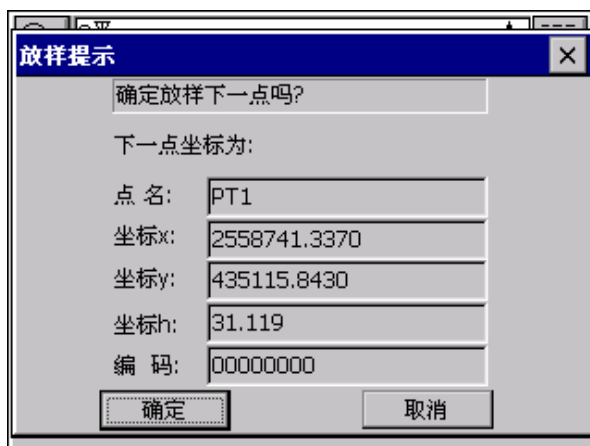 放样提示
确定放样下一点吗?
下一点坐标为:
点 名: PT1
坐标x: 2558741.3370
坐标y: 435115.8430
坐标h: 31.119
编 码: 00000000
确定 取消